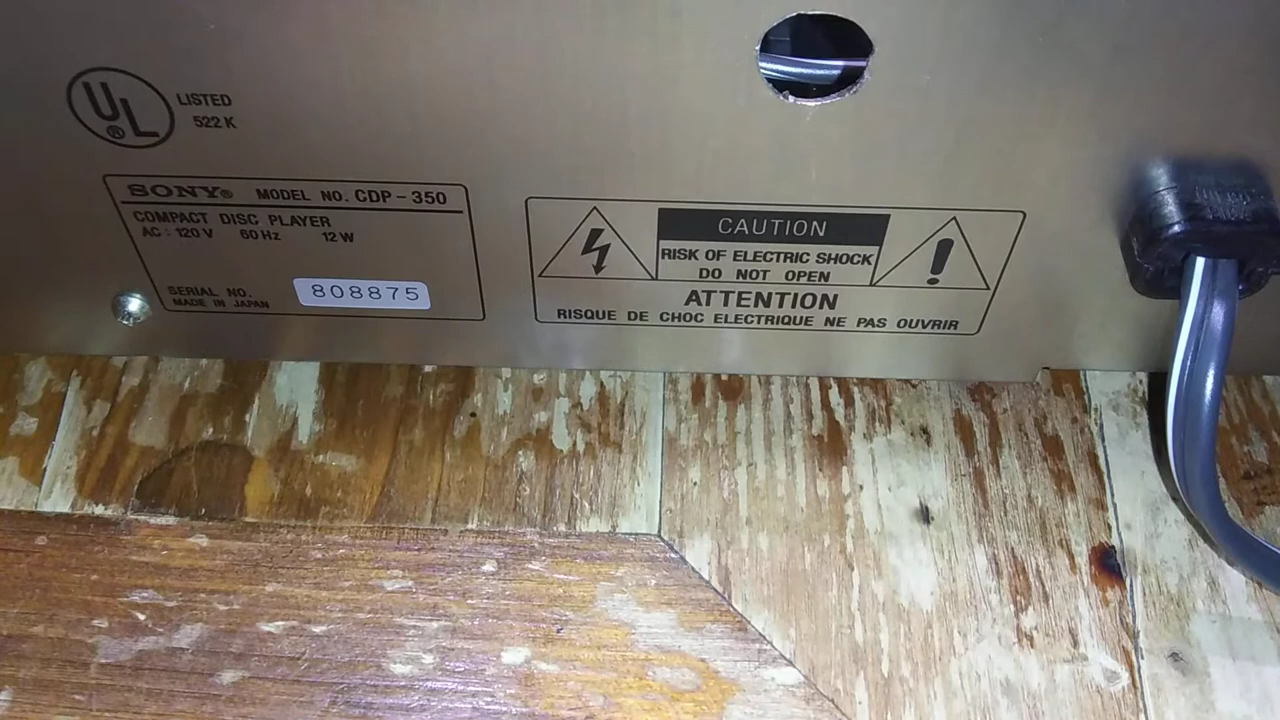 UL® LISTED
522 K
SONY® MODEL NO. CDP-350
COMPACT DISC PLAYER
AC : 120 V 60 Hz 12 W
SERIAL NO. 808875
MADE IN JAPAN
CAUTION
RISK OF ELECTRIC SHOCK
DO NOT OPEN
ATTENTION
RISQUE DE CHOC ELECTRIQUE NE PAS OUVRIR